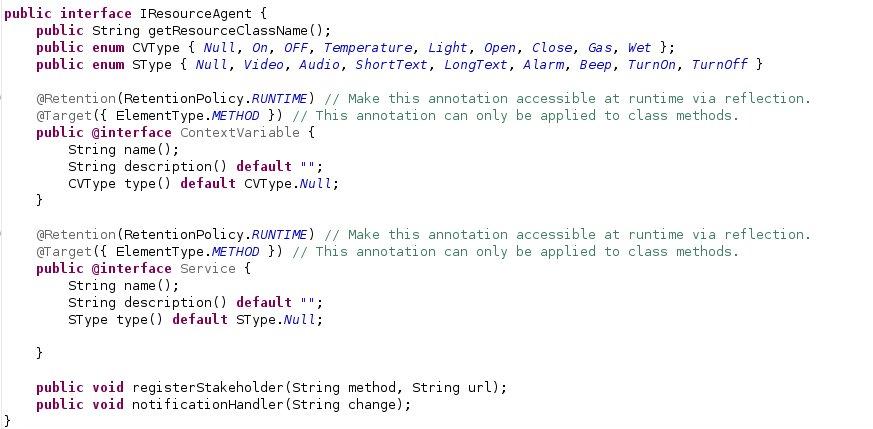 public interface IResourceAgent {
    public String getResourceClassName();
    public enum CVType { Null, On, OFF, Temperature, Light, Open, Close, Gas, Wet };
    public enum SType { Null, Video, Audio, ShortText, LongText, Alarm, Beep, TurnOn, TurnOff }
    @Retention(RetentionPolicy.RUNTIME) // Make this annotation accessible at runtime via reflection.
    @Target({ ElementType.METHOD }) // This annotation can only be applied to class methods.
    public @interface ContextVariable {
        String name();
        String description() default "";
        CVType type() default CVType.Null;
    }
    @Retention(RetentionPolicy.RUNTIME) // Make this annotation accessible at runtime via reflection.
    @Target({ ElementType.METHOD }) // This annotation can only be applied to class methods.
    public @interface Service {
        String name();
        String description() default "";
        SType type() default SType.Null;
    }
    public void registerStakeholder(String method, String url);
    public void notificationHandler(String change);
}